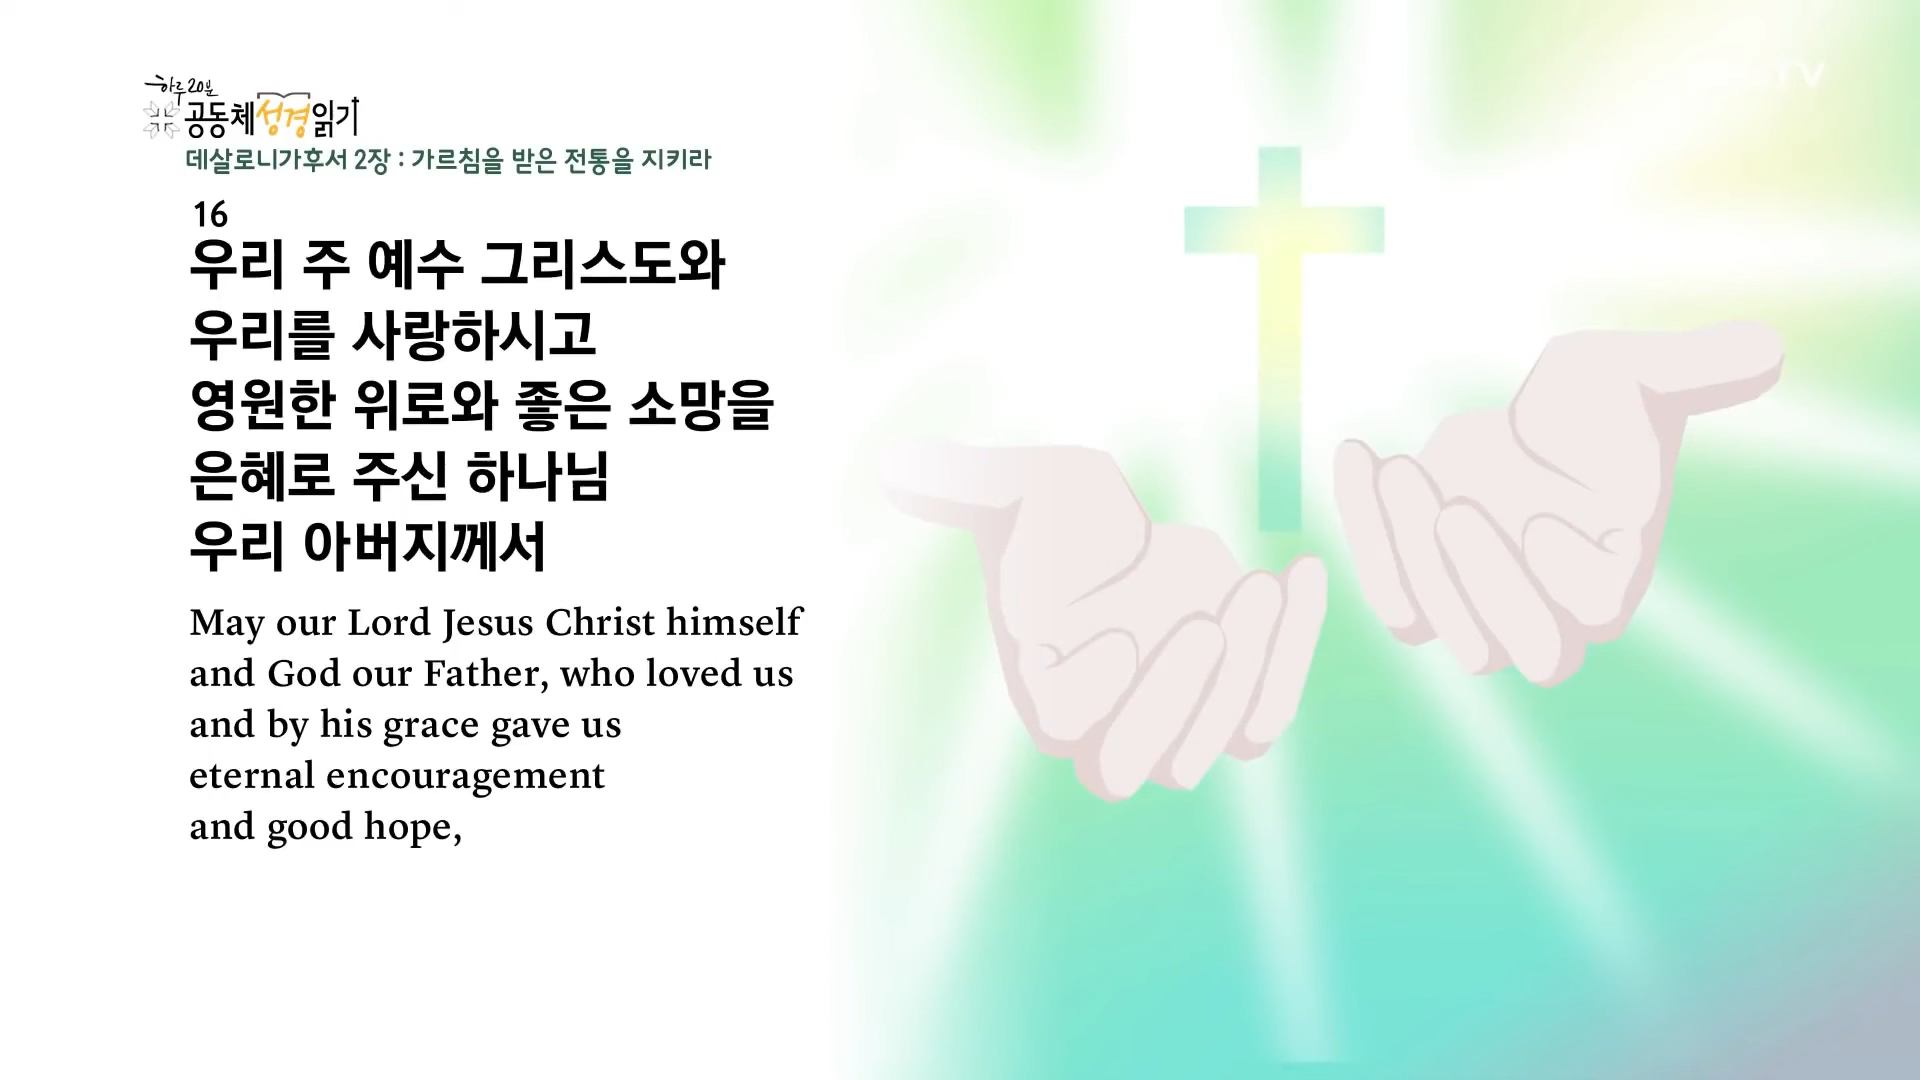 하루 20분
공동체성경읽기
데살로니가후서 2장 : 가르침을 받은 전통을 지키라
16
우리 주 예수 그리스도와
우리를 사랑하시고
영원한 위로와 좋은 소망을
은혜로 주신 하나님
우리 아버지께서
May our Lord Jesus Christ himself
and God our Father, who loved us
and by his grace gave us
eternal encouragement
and good hope,